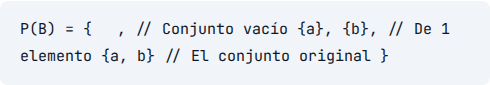 P(B) = {   , // Conjunto vacío {a}, {b}, // De 1
elemento {a, b} // El conjunto original }